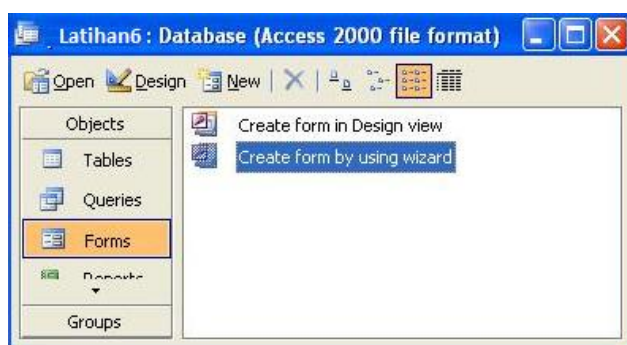 Latihan6 : Database (Access 2000 file format)
Open Design New
Objects
Tables
Queries
Forms
Reports
Groups
Create form in Design view
Create form by using wizard